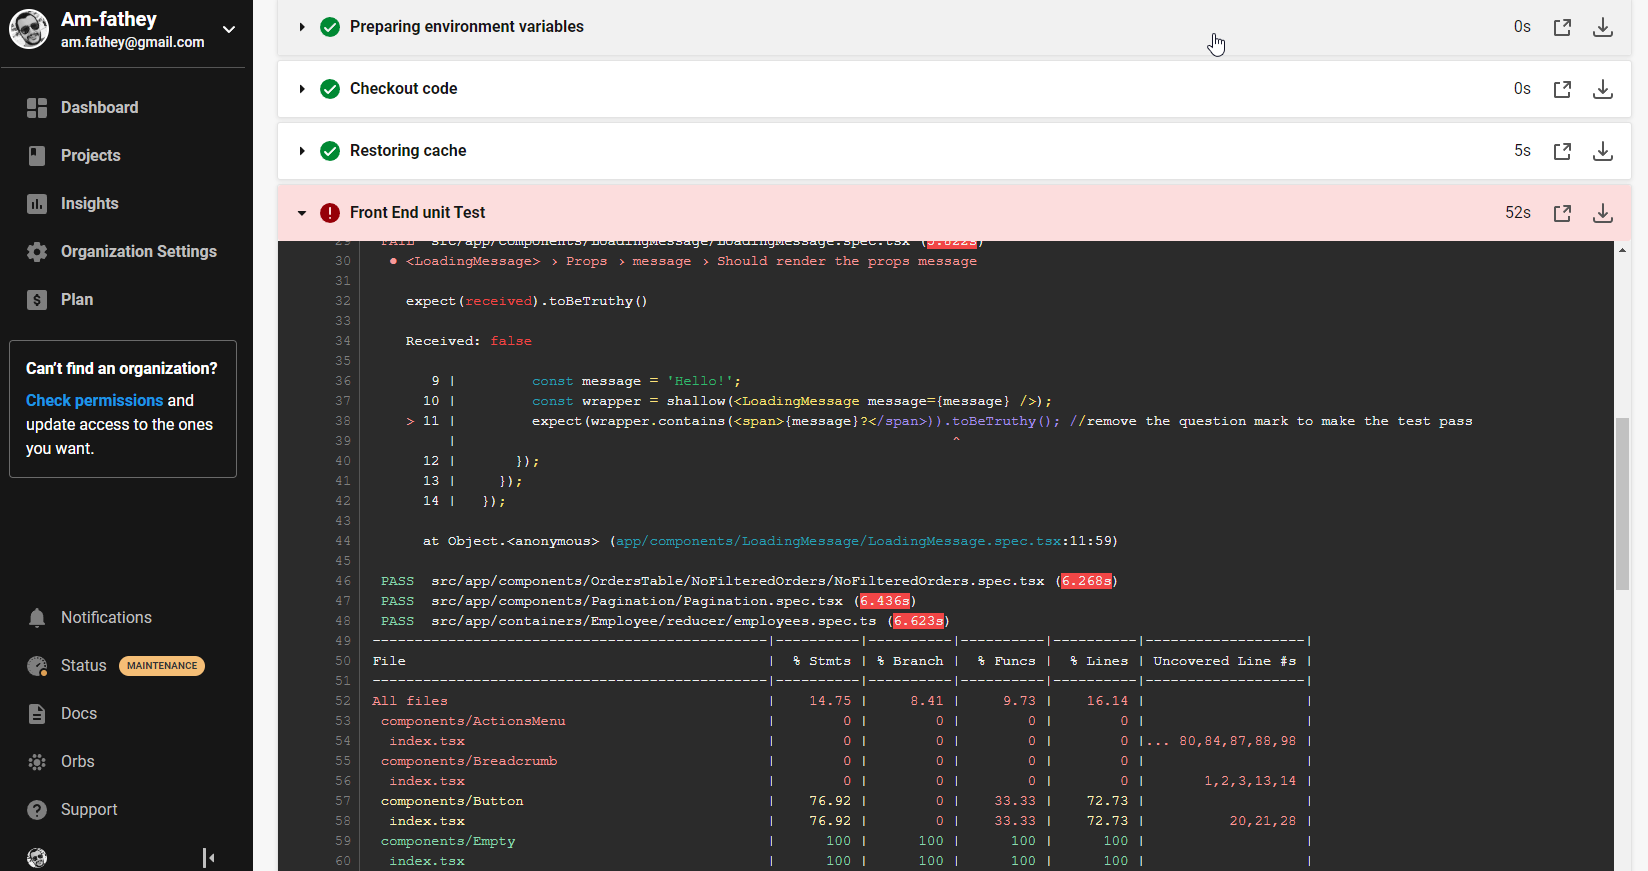 Am-fathey
am.fathey@gmail.com
Dashboard
Projects
Insights
Organization Settings
Plan
Can't find an organization?
Check permissions and
update access to the ones
you want.
Notifications
Status MAINTENANCE
Docs
Orbs
Support
Preparing environment variables 0s
Checkout code 0s
Restoring cache 5s
Front End unit Test 52s
29 FAIL src/app/components/LoadingMessage/LoadingMessage.spec.tsx (5.822s)
30 ● <LoadingMessage> › Props › message › Should render the props message
31
32 expect(received).toBeTruthy()
33
34 Received: false
35
36 9 | const message = 'Hello!';
37 10 | const wrapper = shallow(<LoadingMessage message={message} />);
38 > 11 | expect(wrapper.contains(<span>{message}?</span>)).toBeTruthy(); //remove the question mark to make the test pass
39 | ^
40 12 | });
41 13 | });
42 14 | });
43
44 at Object.<anonymous> (app/components/LoadingMessage/LoadingMessage.spec.tsx:11:59)
45
46 PASS src/app/components/OrdersTable/NoFilteredOrders/NoFilteredOrders.spec.tsx (6.268s)
47 PASS src/app/components/Pagination/Pagination.spec.tsx (6.436s)
48 PASS src/app/containers/Employee/reducer/employees.spec.ts (6.623s)
49 -----------------------------------------------|----------|----------|----------|----------|-------------------|
50 File | % Stmts | % Branch | % Funcs | % Lines | Uncovered Line #s |
51 -----------------------------------------------|----------|----------|----------|----------|-------------------|
52 All files | 14.75 | 8.41 | 9.73 | 16.14 | |
53 components/ActionsMenu | 0 | 0 | 0 | 0 | |
54 index.tsx | 0 | 0 | 0 | 0 |... 80,84,87,88,98 |
55 components/Breadcrumb | 0 | 0 | 0 | 0 | |
56 index.tsx | 0 | 0 | 0 | 0 | 1,2,3,13,14 |
57 components/Button | 76.92 | 0 | 33.33 | 72.73 | |
58 index.tsx | 76.92 | 0 | 33.33 | 72.73 | 20,21,28 |
59 components/Empty | 100 | 100 | 100 | 100 | |
60 index.tsx | 100 | 100 | 100 | 100 | |